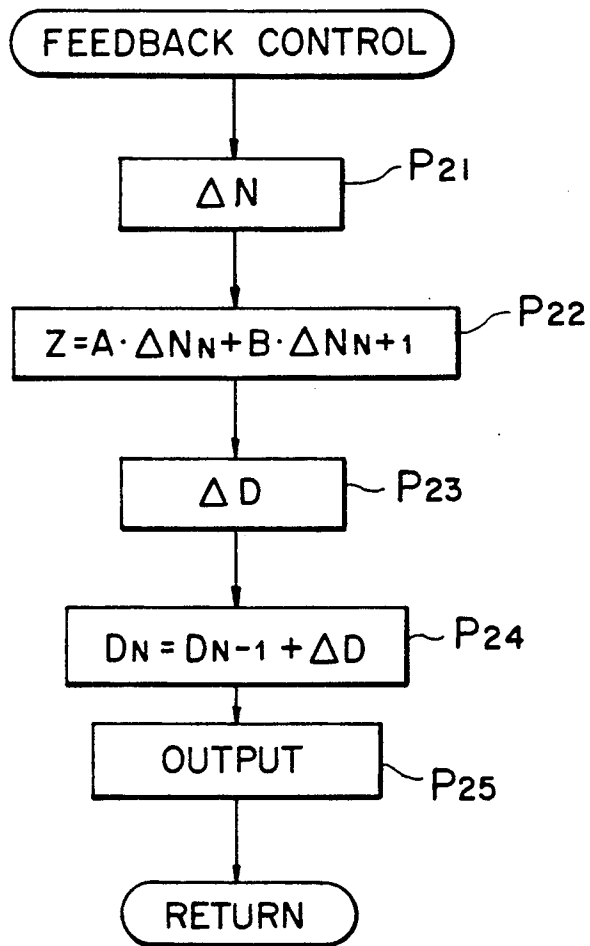 FEEDBACK CONTROL
ΔN
P21
Z=A·ΔNN+B·ΔNN+1
P22
ΔD
P23
DN=DN-1+ΔD
P24
OUTPUT
P25
RETURN